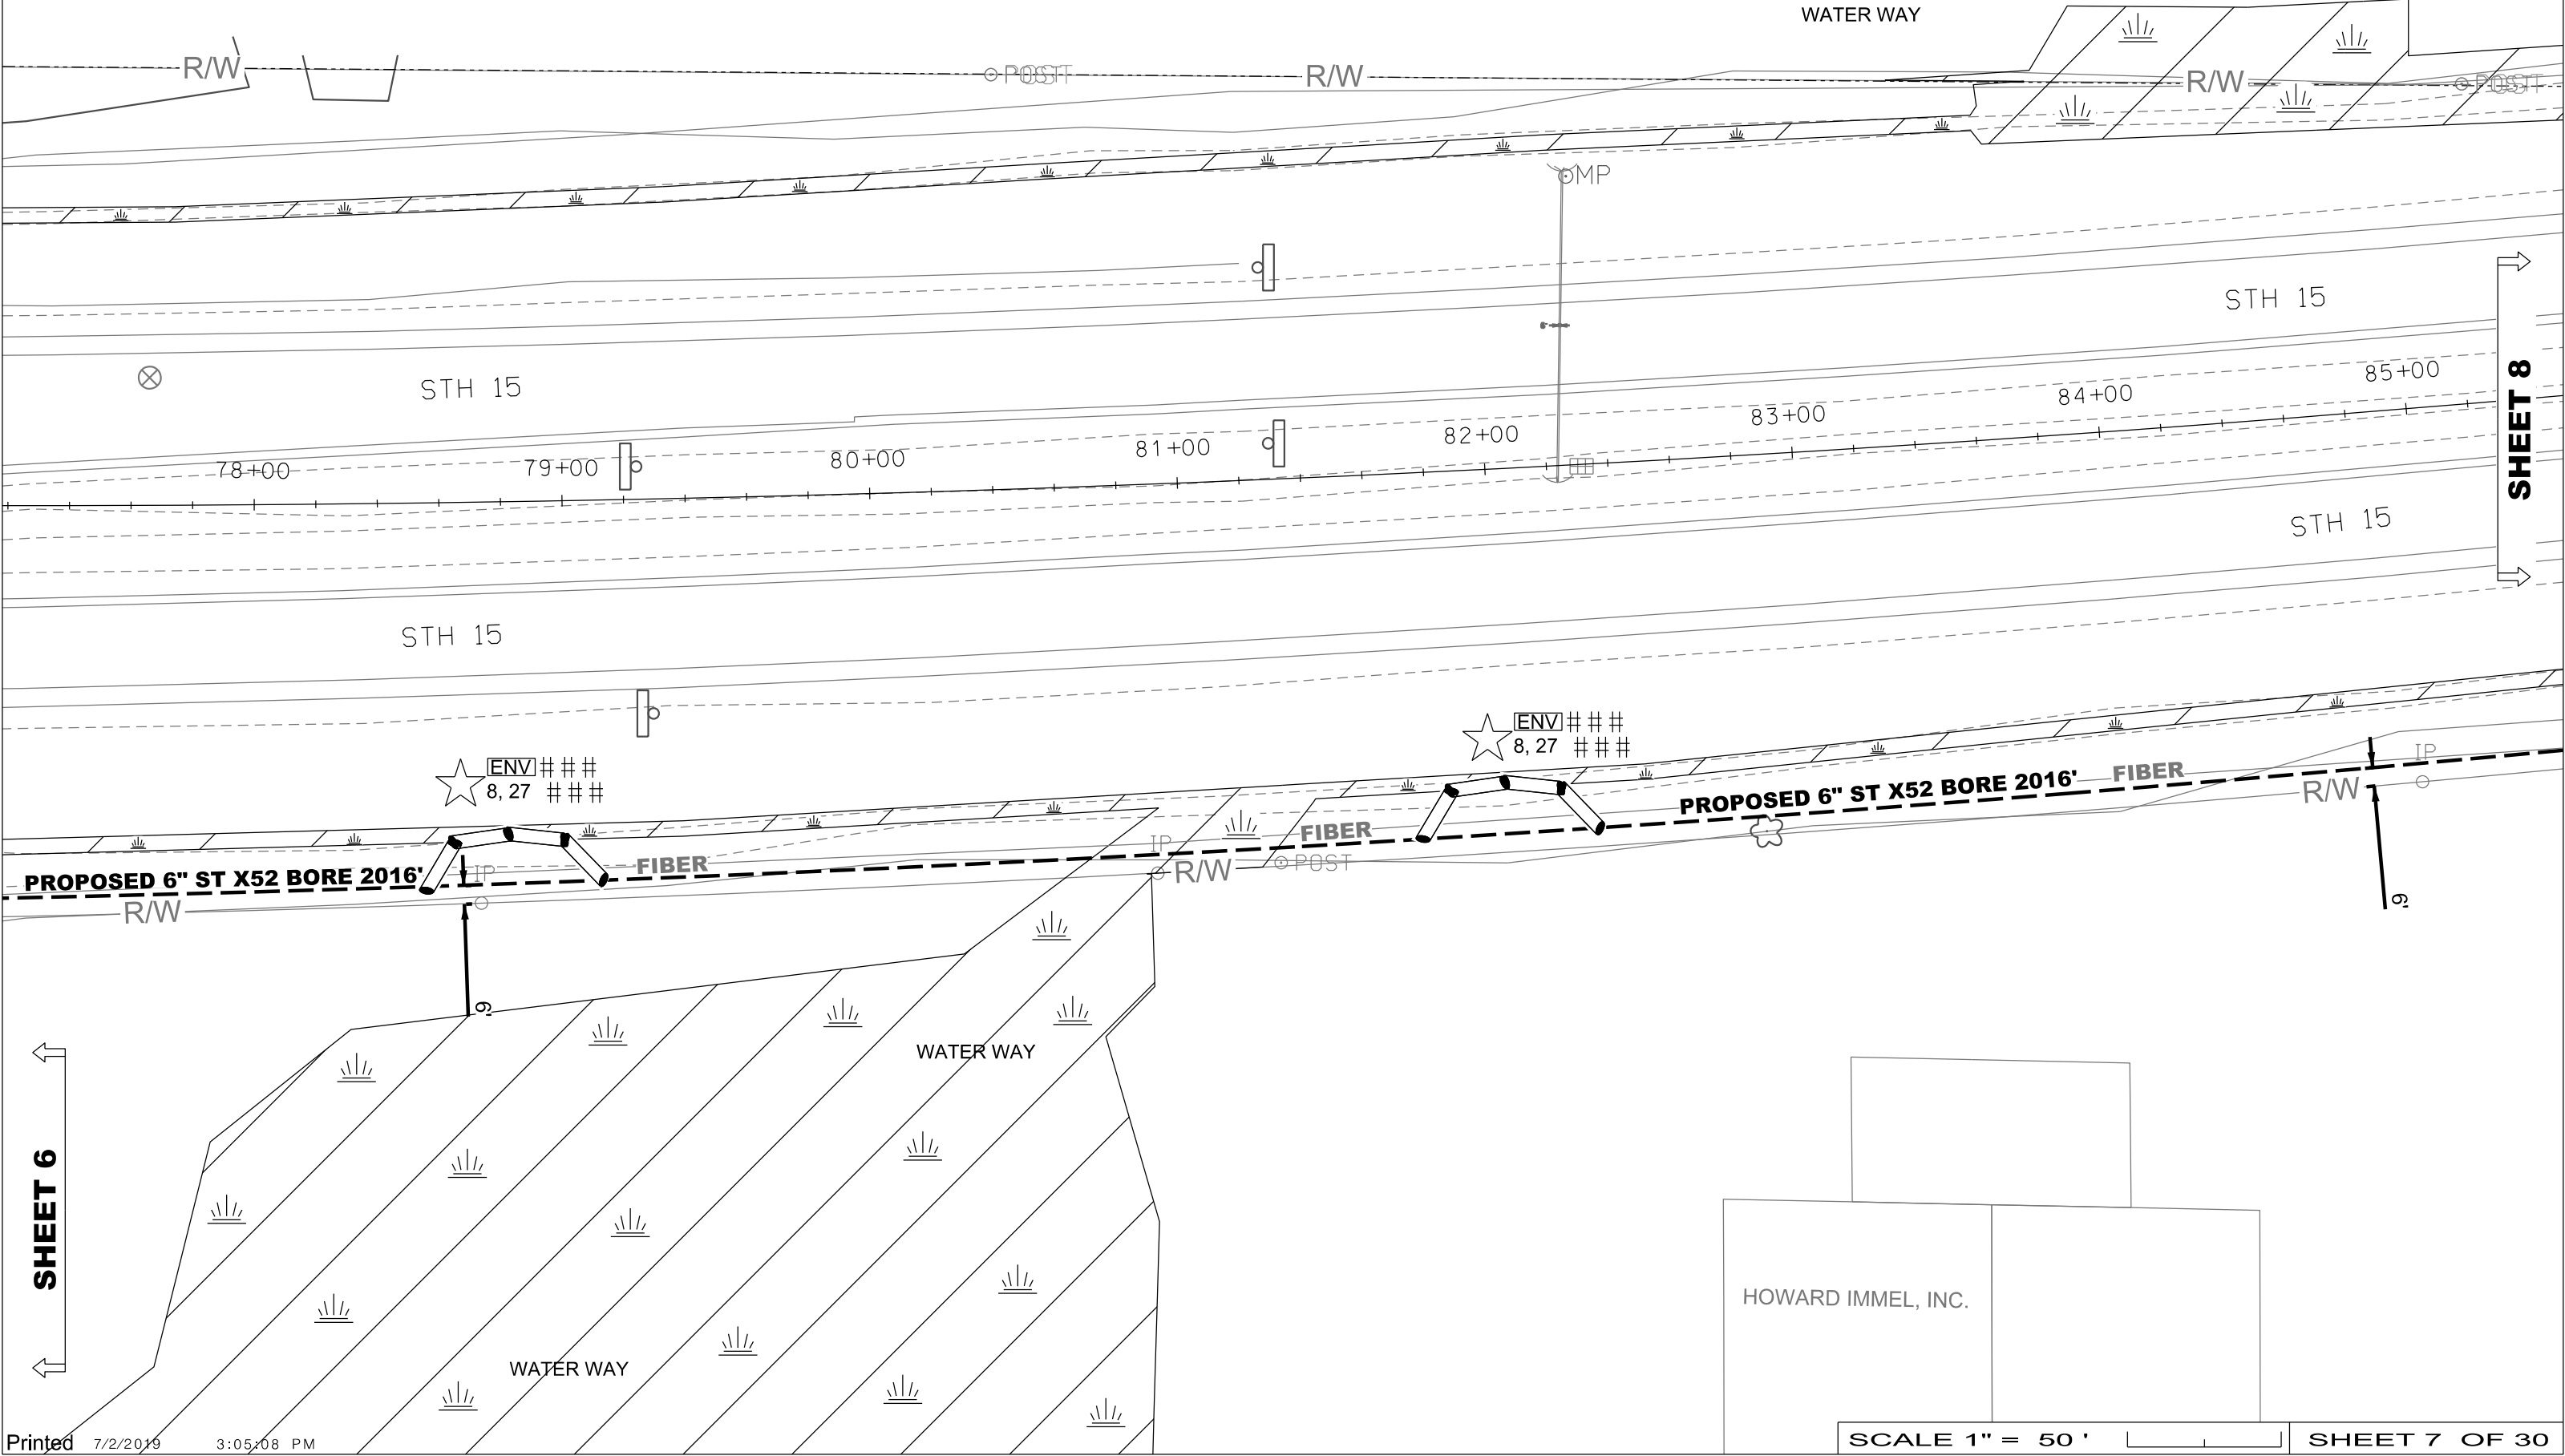 WATER WAY
R/W
POST
R/W
R/W
POST
MP
STH 15
STH 15
78+00
79+00
80+00
81+00
82+00
83+00
84+00
85+00
SHEET 8
STH 15
STH 15
ENV # # #
8, 27 # # #
ENV # # #
8, 27 # # #
PROPOSED 6" ST X52 BORE 2016'
IP
FIBER
IP
FIBER
PROPOSED 6" ST X52 BORE 2016'
FIBER
IP
R/W
R/W
POST
R/W
WATER WAY
SHEET 6
WATER WAY
HOWARD IMMEL, INC.
Printed 7/2/2019 3:05:08 PM
SCALE 1" = 50 '
SHEET 7 OF 30